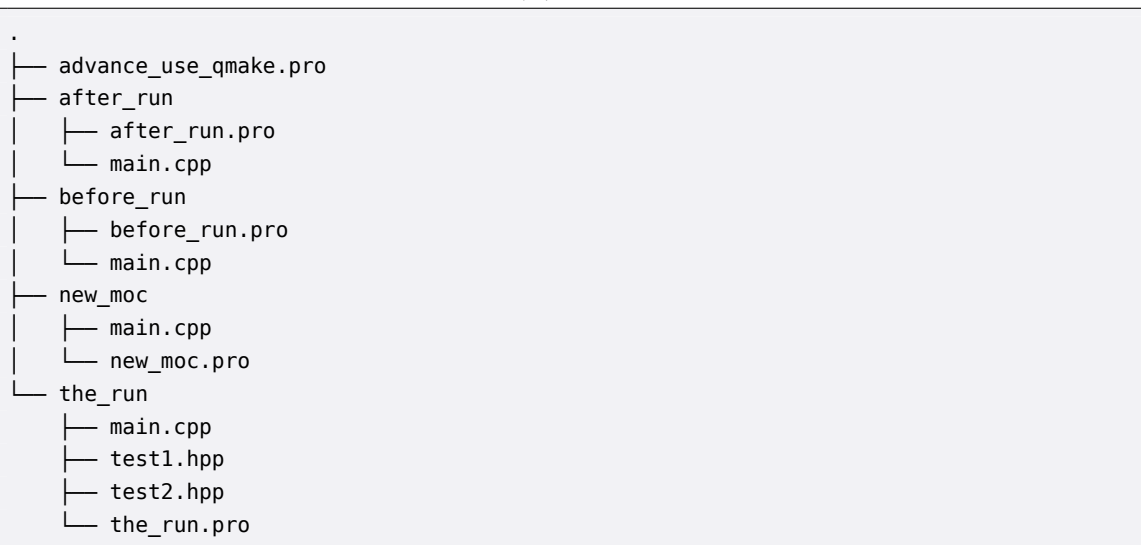 .
├── advance_use_qmake.pro
├── after_run
│   ├── after_run.pro
│   └── main.cpp
├── before_run
│   ├── before_run.pro
│   └── main.cpp
├── new_moc
│   ├── main.cpp
│   └── new_moc.pro
└── the_run
    ├── main.cpp
    ├── test1.hpp
    ├── test2.hpp
    └── the_run.pro